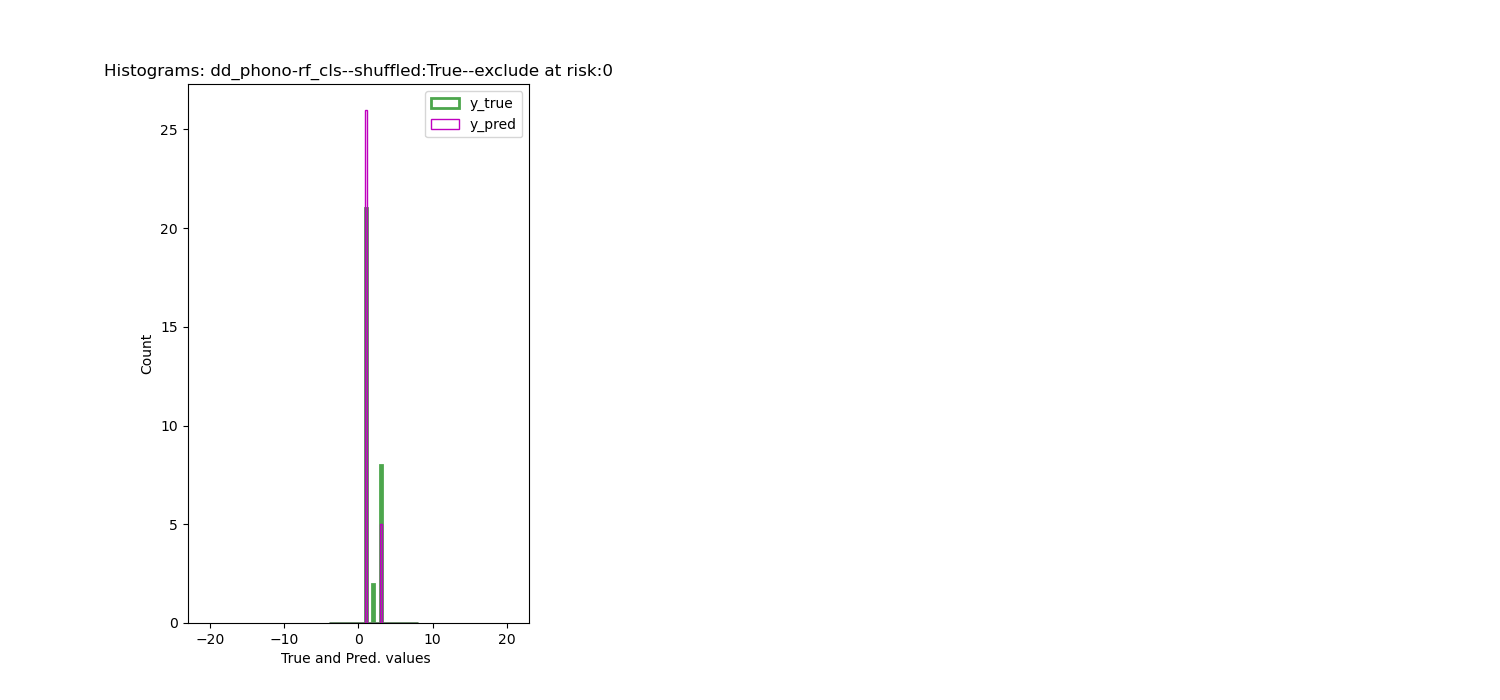 Histograms: dd_phono-rf_cls--shuffled:True--exclude at risk:0
y_true
y_pred
25
20
15
10
5
0
Count
−20 −10 0 10 20
True and Pred. values